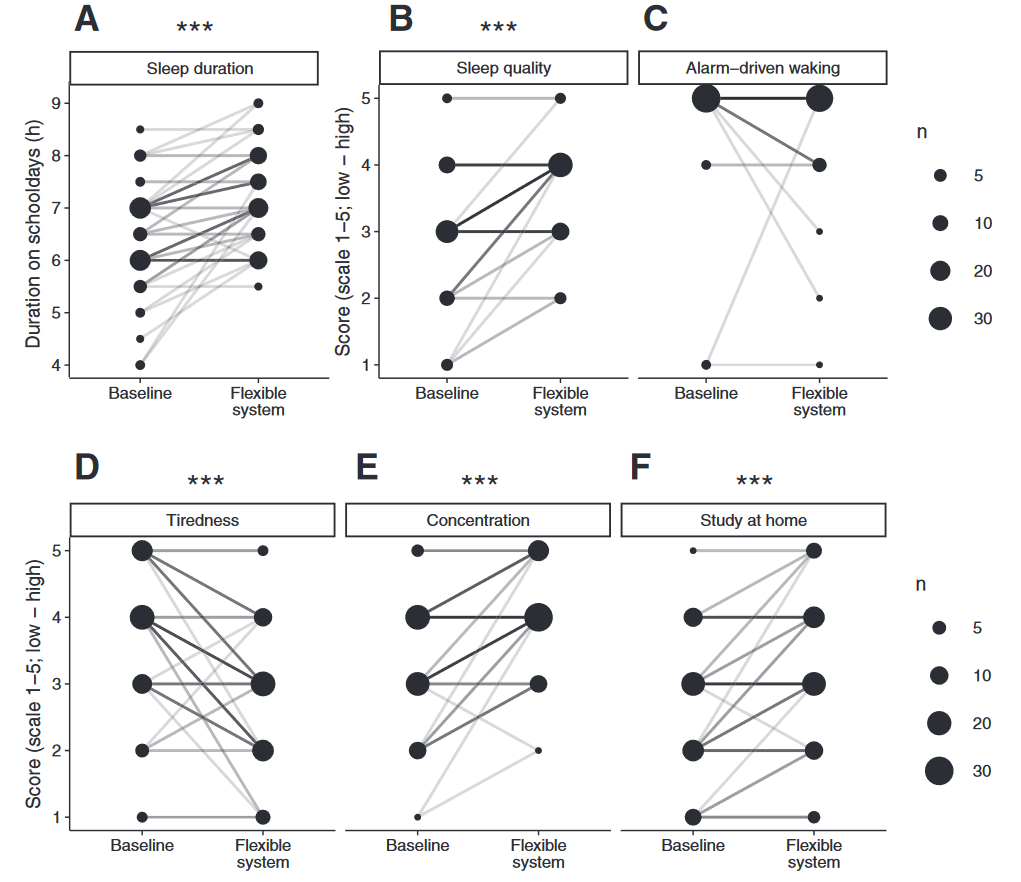 A
***
Sleep duration
Duration on schooldays (h)
9
8
7
6
5
4
Baseline
Flexible
system
B
***
Sleep quality
Score (scale 1–5; low – high)
5
4
3
2
1
Baseline
Flexible
system
C
Alarm–driven waking
Baseline
Flexible
system
n
5
10
20
30
D
***
Tiredness
Score (scale 1–5; low – high)
5
4
3
2
1
Baseline
Flexible
system
E
***
Concentration
Baseline
Flexible
system
F
***
Study at home
Baseline
Flexible
system
n
5
10
20
30